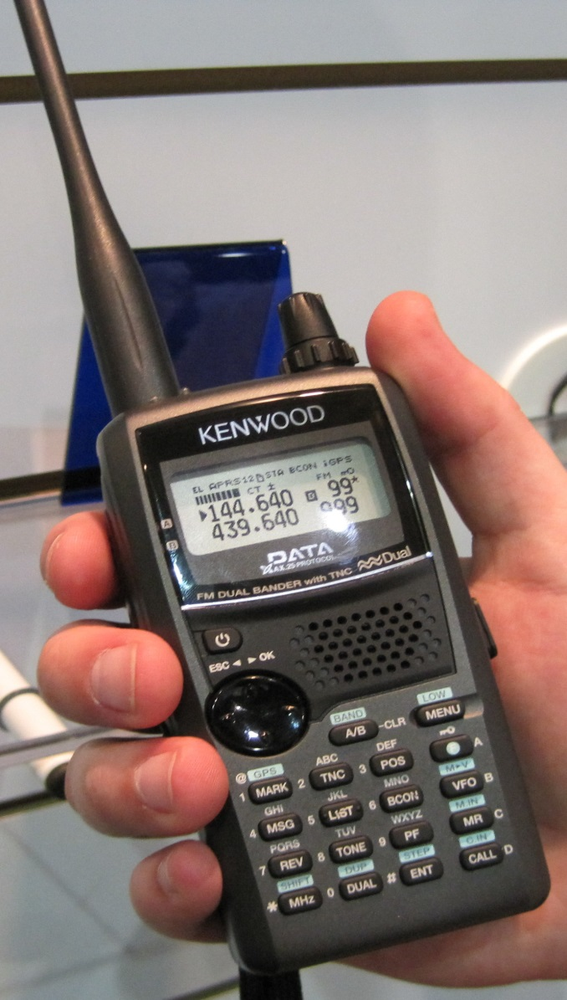 KENWOOD
EL APRS12 STA BCON iGPS
CT ± FM
A ▶144.640 99*
B 439.640 999
DATA
AX.25 PROTOCOL
Dual
FM DUAL BANDER with TNC
ESC ◀ ▶ OK
LOW
BAND MENU
A/B -CLR
@ GPS ABC DEF A
1 MARK 2 TNC 3 POS M▶V
GHI JKL MNO VFO B
4 MSG 5 LIST 6 BCON M.IN
PQRS TUV WXYZ MR C
7 REV 8 TONE 9 PF C.IN
SHIFT DUP STEP CALL D
* MHz 0 DUAL # ENT